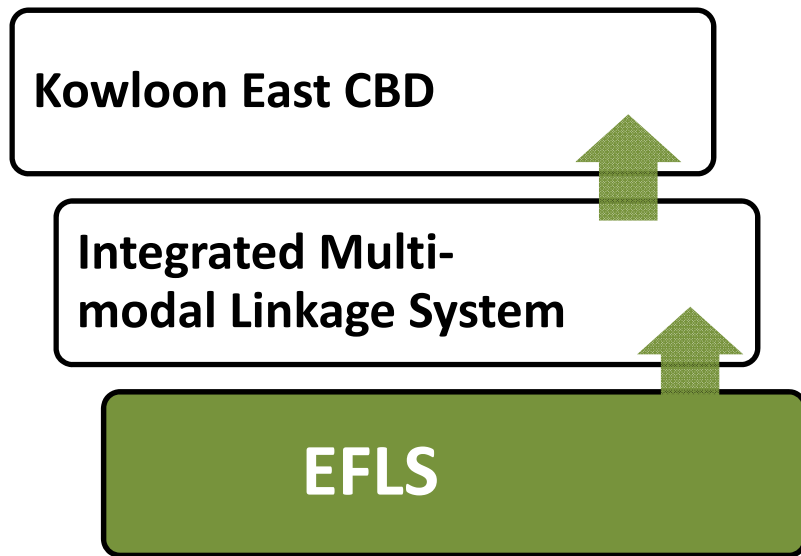 Kowloon East CBD
Integrated Multi-
modal Linkage System
EFLS